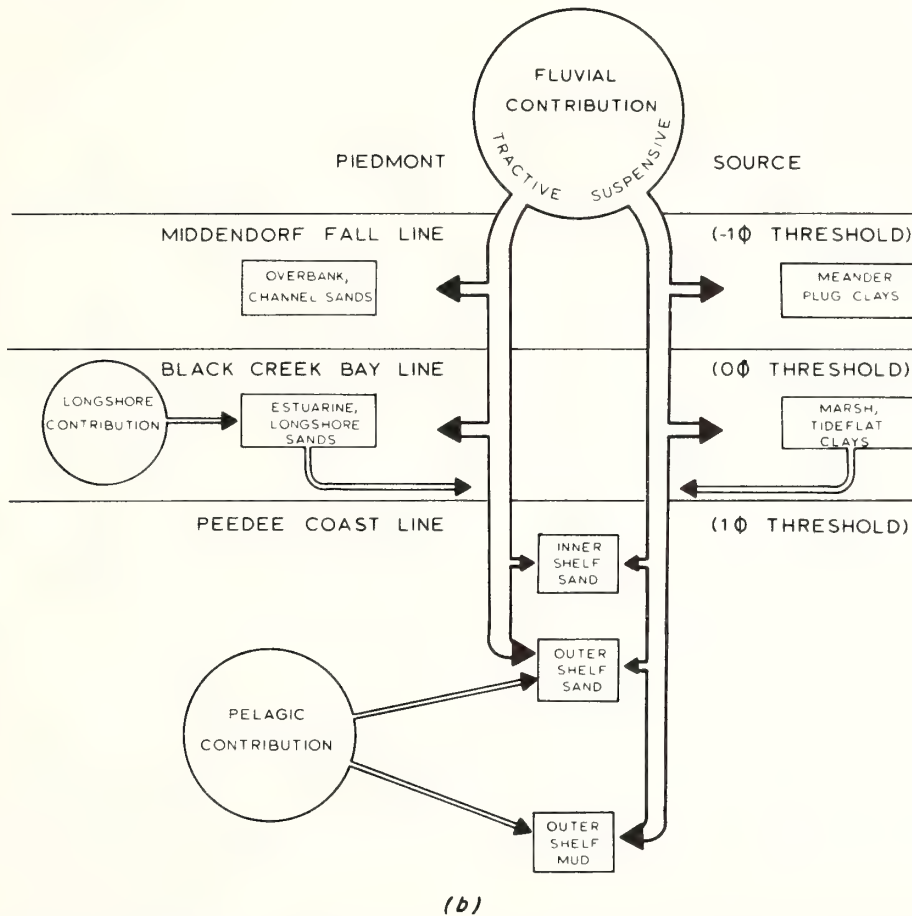 FLUVIAL
CONTRIBUTION
TRACTIVE
SUSPENSIVE
PIEDMONT
SOURCE
MIDDENDORF FALL LINE
(-1Φ THRESHOLD)
OVERBANK,
CHANNEL SANDS
MEANDER
PLUG CLAYS
BLACK CREEK BAY LINE
(0Φ THRESHOLD)
LONGSHORE
CONTRIBUTION
ESTUARINE,
LONGSHORE
SANDS
MARSH,
TIDEFLAT
CLAYS
PEEDEE COAST LINE
(1Φ THRESHOLD)
INNER
SHELF
SAND
OUTER
SHELF
SAND
PELAGIC
CONTRIBUTION
OUTER
SHELF
MUD
(b)